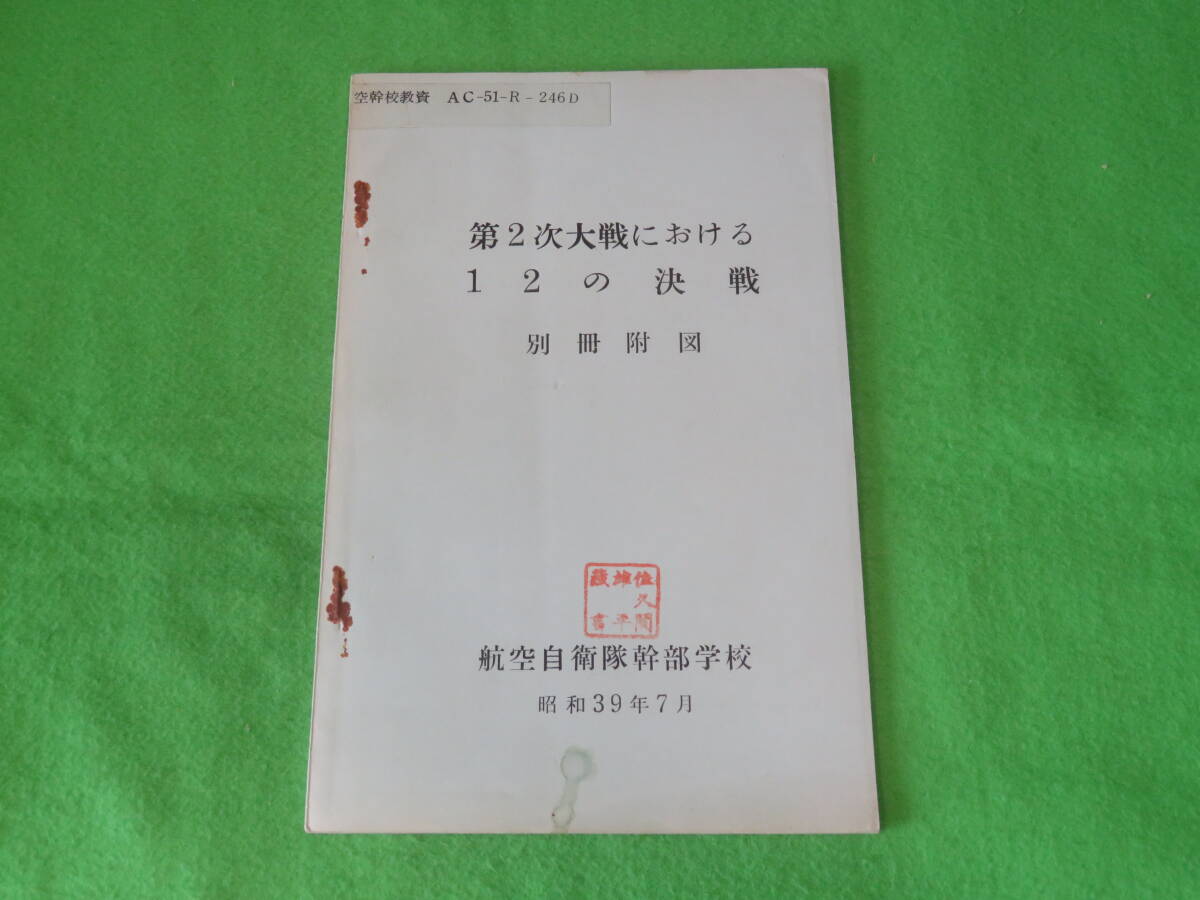 空幹校教資 AC-51-R-246D
第2次大戦における
12の決戦
別冊附図
佐久間
雄平
蔵書
航空自衛隊幹部学校
昭和39年7月